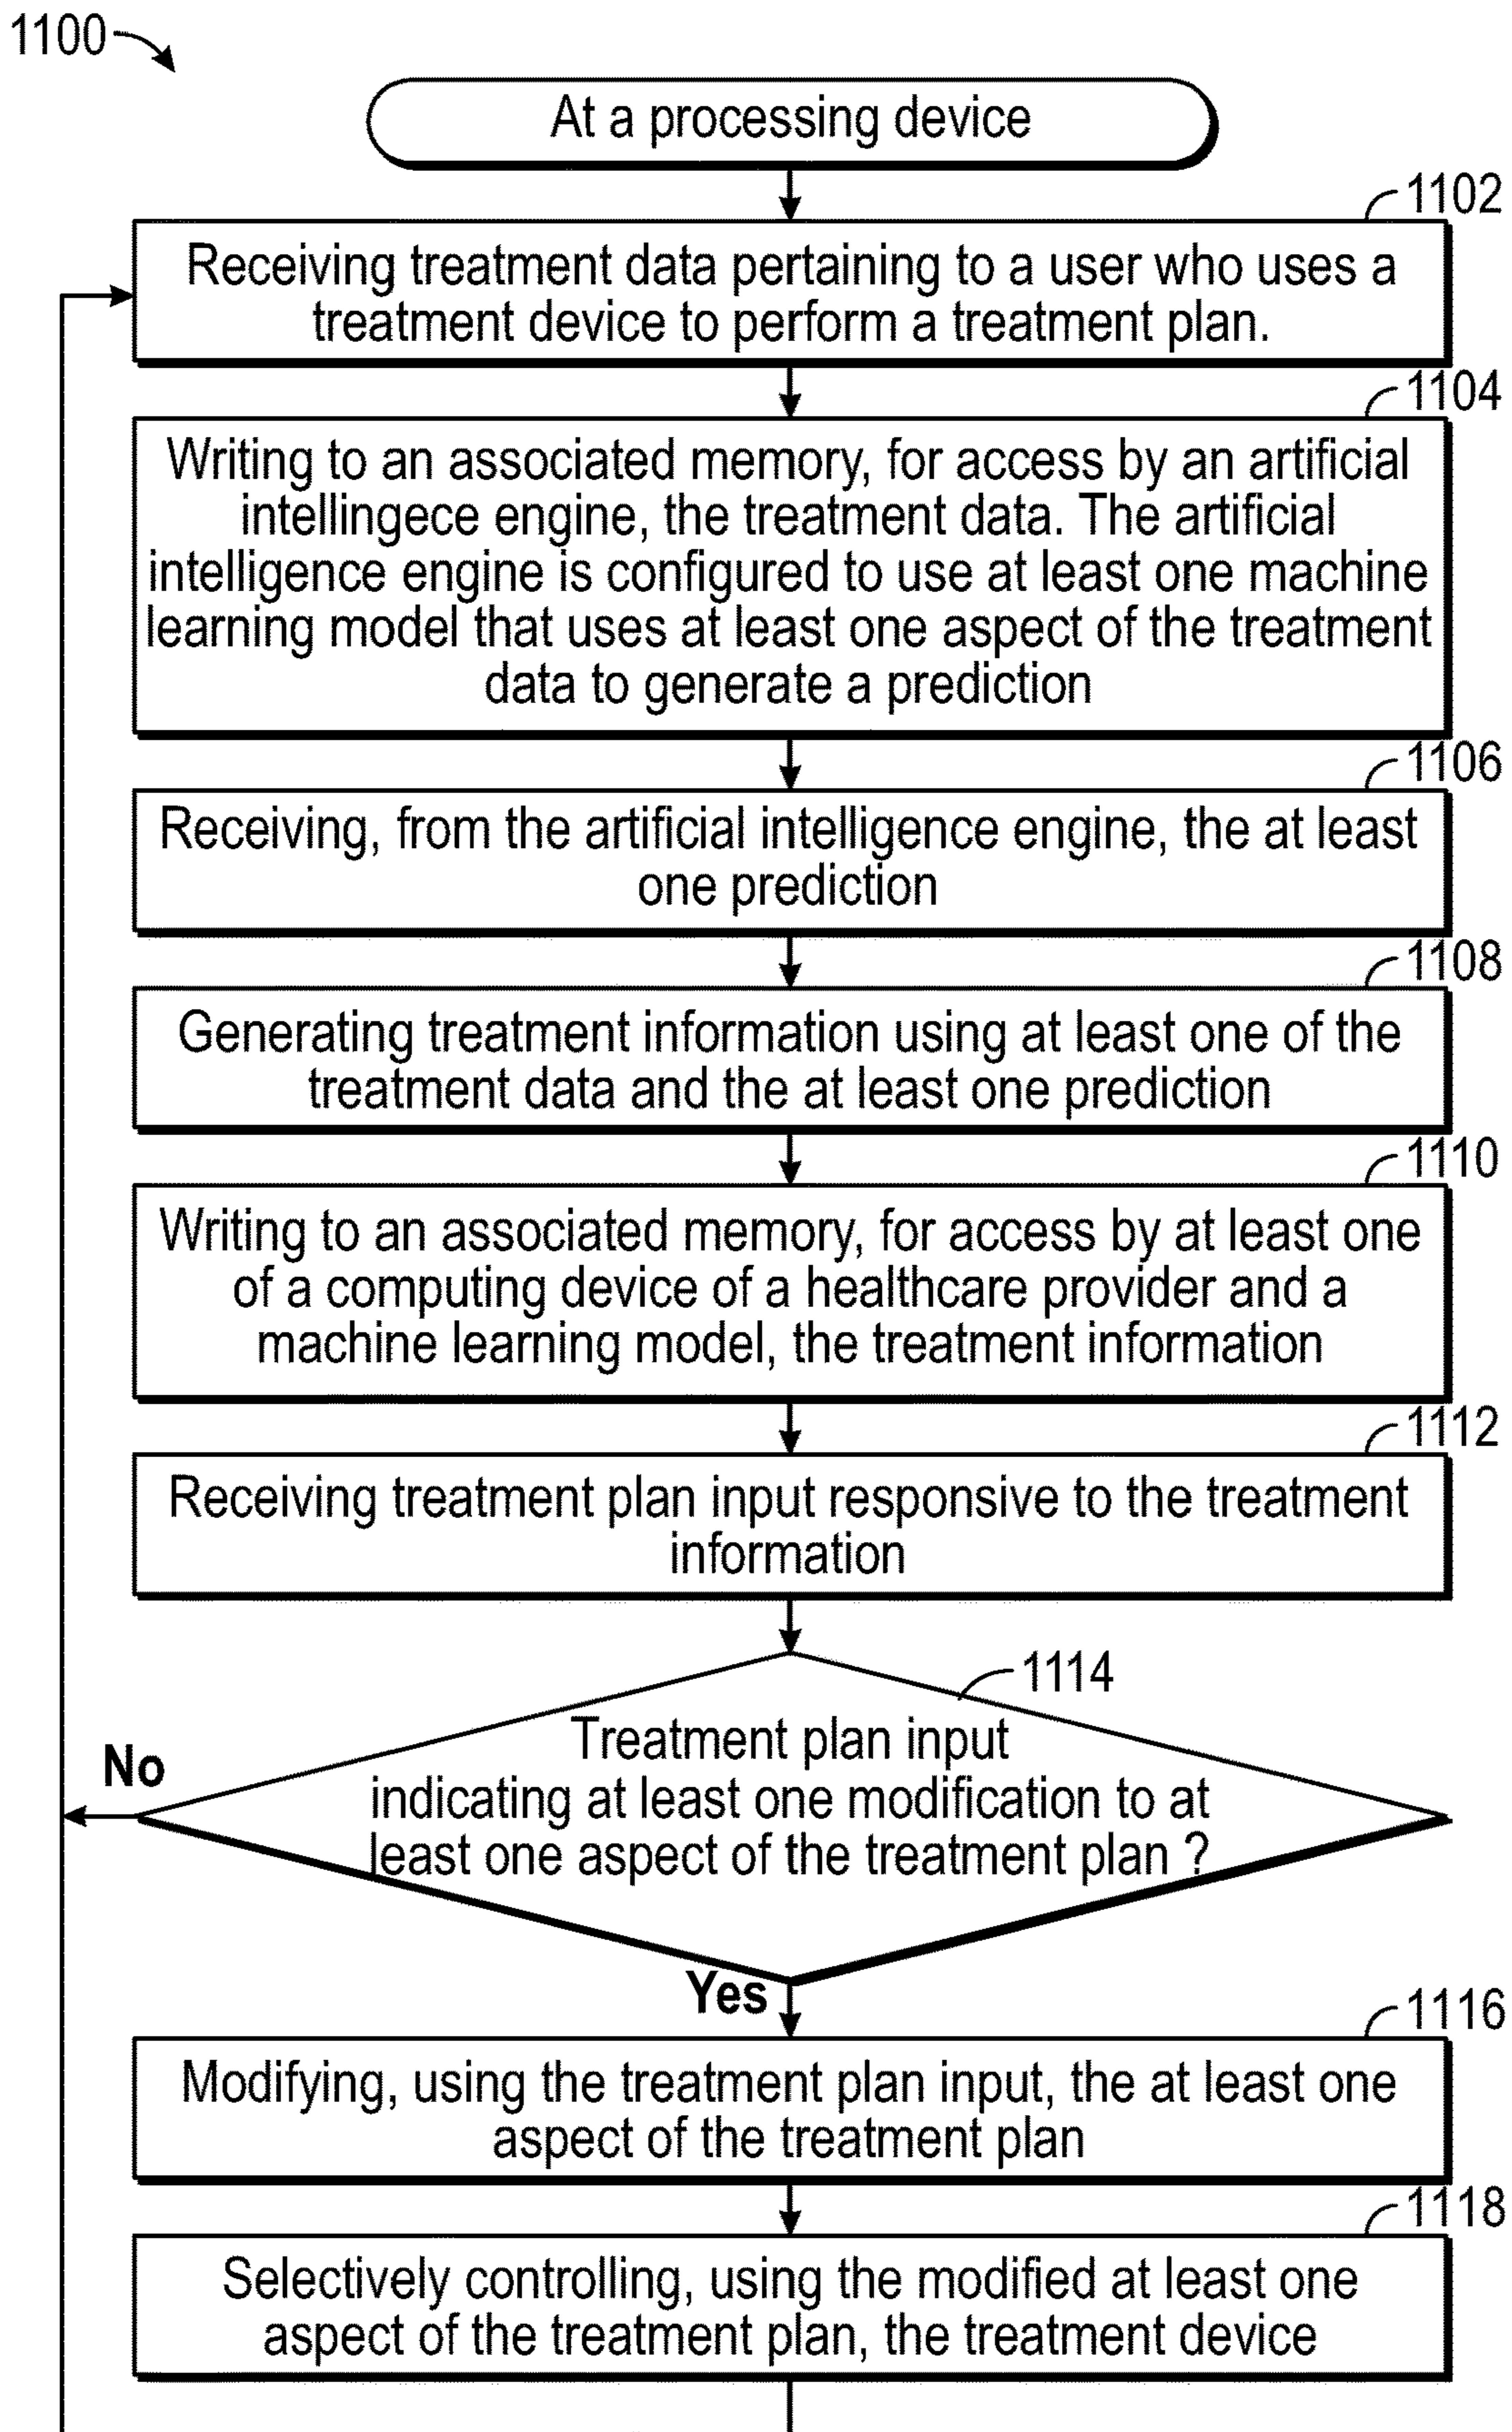 1100
At a processing device
1102
Receiving treatment data pertaining to a user who uses a
treatment device to perform a treatment plan.
1104
Writing to an associated memory, for access by an artificial
intellingece engine, the treatment data. The artificial
intelligence engine is configured to use at least one machine
learning model that uses at least one aspect of the treatment
data to generate a prediction
1106
Receiving, from the artificial intelligence engine, the at least
one prediction
1108
Generating treatment information using at least one of the
treatment data and the at least one prediction
1110
Writing to an associated memory, for access by at least one
of a computing device of a healthcare provider and a
machine learning model, the treatment information
1112
Receiving treatment plan input responsive to the treatment
information
1114
Treatment plan input
indicating at least one modification to at
least one aspect of the treatment plan ?
No
Yes
1116
Modifying, using the treatment plan input, the at least one
aspect of the treatment plan
1118
Selectively controlling, using the modified at least one
aspect of the treatment plan, the treatment device